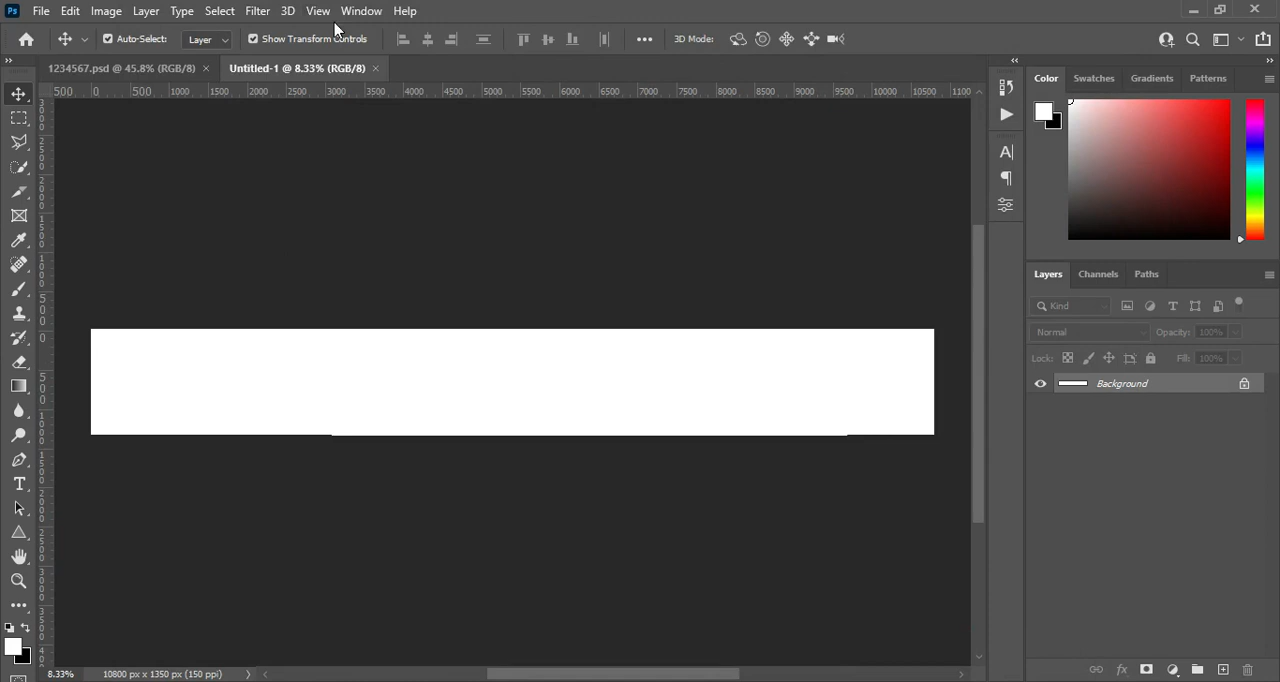 Ps File Edit Image Layer Type Select Filter 3D View Window Help
Auto-Select: Layer Show Transform Controls 3D Mode:
1234567.psd @ 45.8% (RGB/8) × Untitled-1 @ 8.33% (RGB/8) ×
500 0 500 1000 1500 2000 2500 3000 3500 4000 4500 5000 5500 6000 6500 7000 7500 8000 8500 9000 9500 10000 10500 1100
Color Swatches Gradients Patterns
Layers Channels Paths
Kind
Normal Opacity: 100%
Lock: Fill: 100%
Background
8.33% 10800 px x 1350 px (150 ppi)